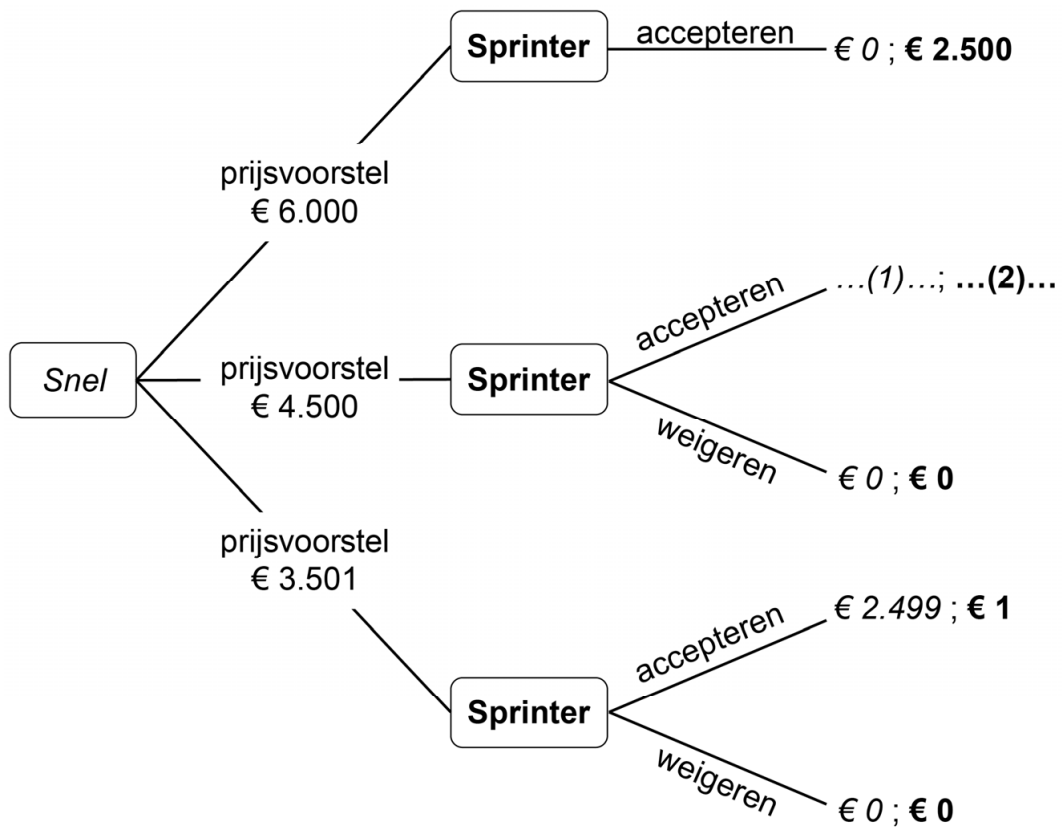 Sprinter
accepteren
€ 0 ; € 2.500
prijsvoorstel
€ 6.000
Snel
prijsvoorstel
€ 4.500
Sprinter
accepteren
...(1)...; ...(2)...
weigeren
€ 0 ; € 0
prijsvoorstel
€ 3.501
Sprinter
accepteren
€ 2.499 ; € 1
weigeren
€ 0 ; € 0